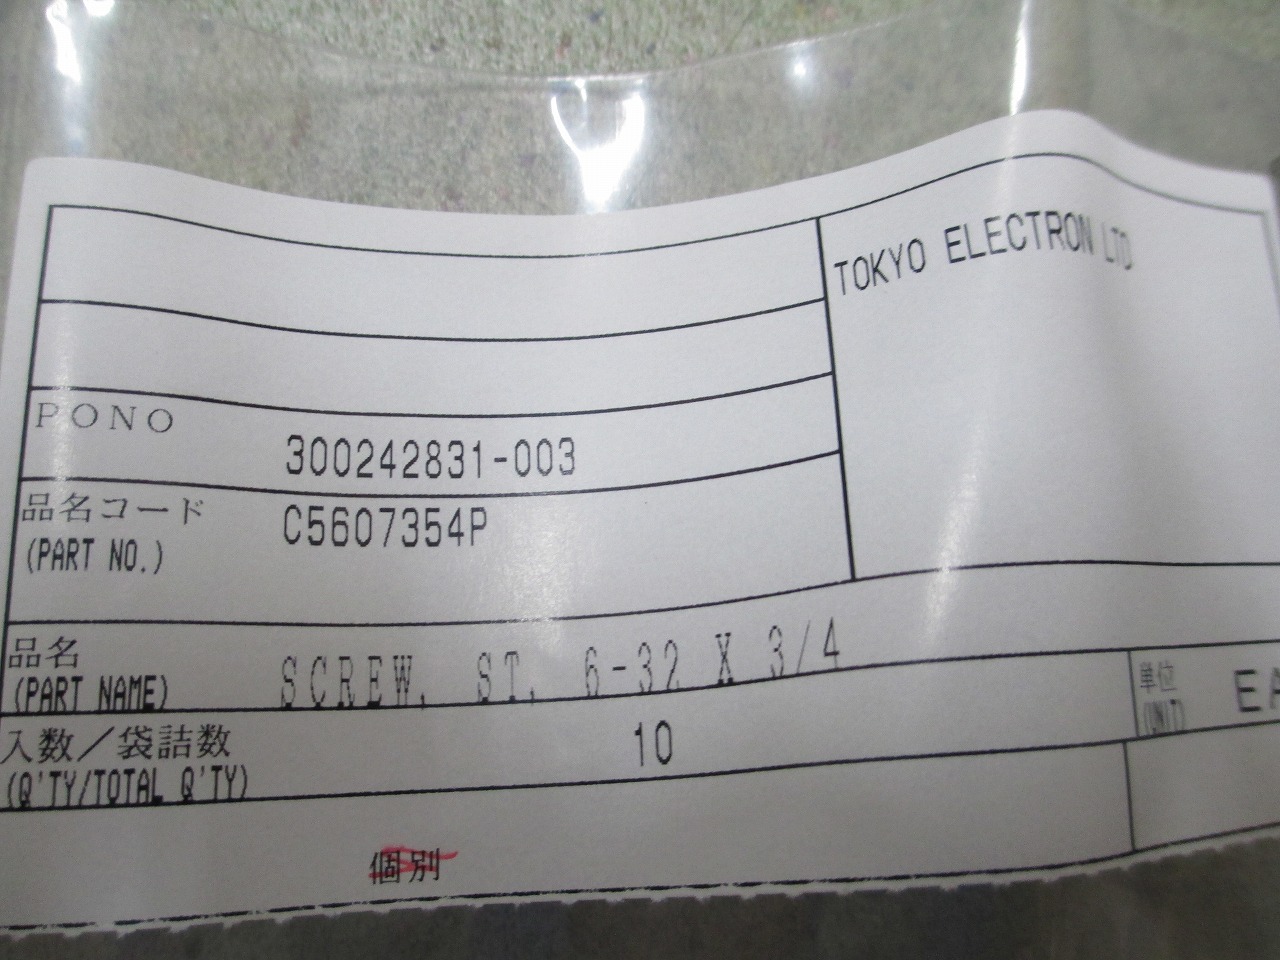 TOKYO ELECTRON LTD
PONO
300242831-003
品名コード
(PART NO.)
C5607354P
品名
(PART NAME)
SCREW, ST, 6-32 X 3/4
入数/袋詰数
(Q'TY/TOTAL Q'TY)
10
単位
(UNIT)
EA
個別